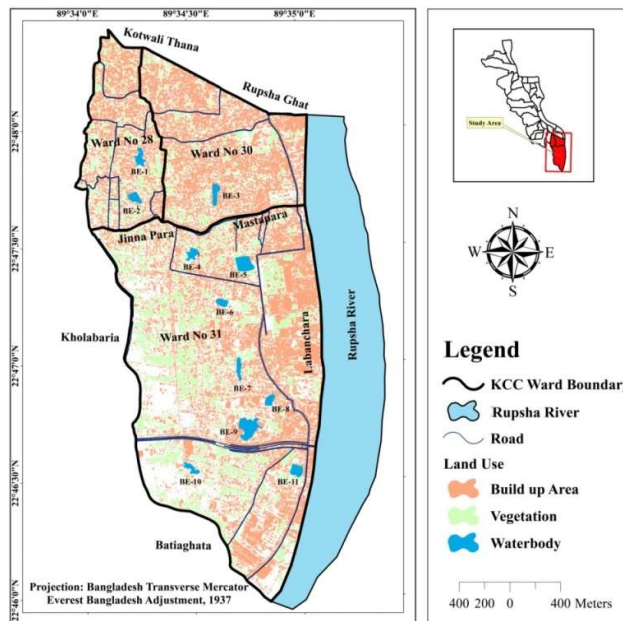 89°34'0"E
89°34'30"E
89°35'0"E
Kotwali Thana
Rupsha Ghat
22°48'0"N
Ward No 28
Ward No 30
BE-1
BE-2
BE-3
Mastapara
Jinna Para
22°47'30"N
BE-4
BE-5
BE-6
Kholabaria
Ward No 31
Labanchara
Rupsha River
22°47'0"N
BE-7
BE-8
BE-9
22°46'30"N
BE-10
BE-11
Batiaghata
Projection: Bangladesh Transverse Mercator
Everest Bangladesh Adjustment, 1937
22°46'0"N
Study Area
N
W
E
S
Legend
KCC Ward Boundary
Rupsha River
Road
Land Use
Build up Area
Vegetation
Waterbody
400 200 0 400 Meters